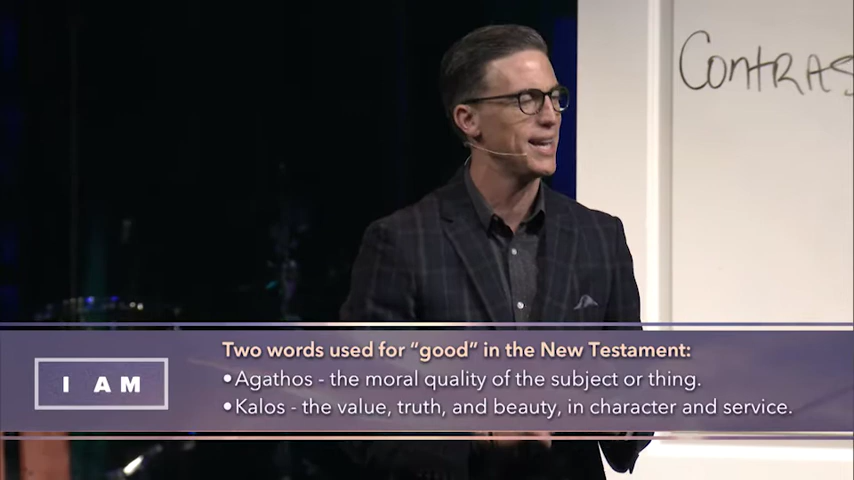 CONTRAS
Two words used for “good” in the New Testament:
•Agathos - the moral quality of the subject or thing.
I AM
•Kalos - the value, truth, and beauty, in character and service.